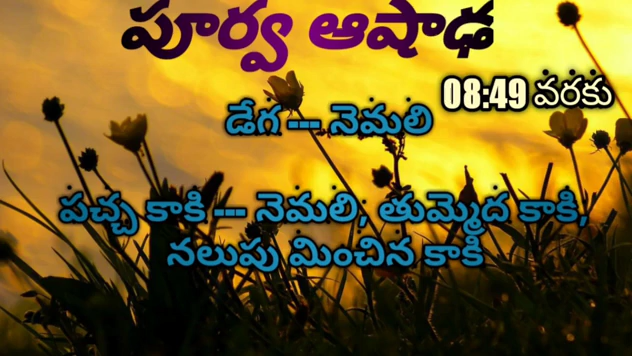 పూర్వ ఆషాఢ
08:49 వరకు
డేగ --- నెమలి
పచ్చ కాకి --- నెమలి, తుమ్మెద కాకి,
నలుపు మించిన కాకి